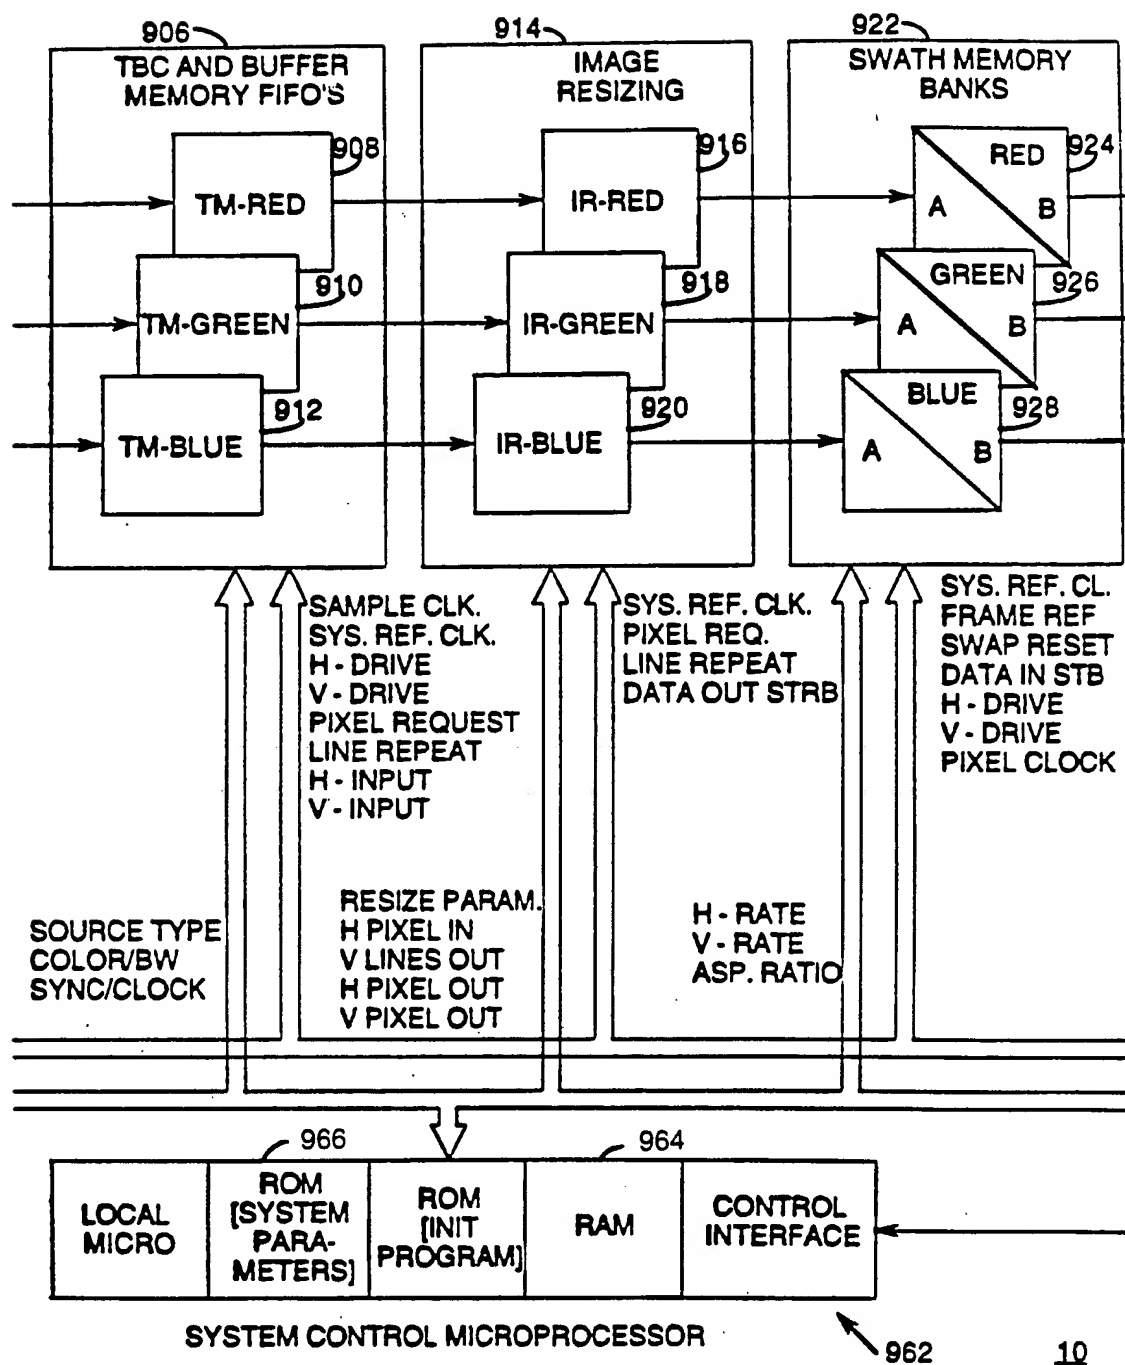 906
TBC AND BUFFER
MEMORY FIFO'S
908
TM-RED
910
TM-GREEN
912
TM-BLUE
914
IMAGE
RESIZING
916
IR-RED
918
IR-GREEN
920
IR-BLUE
922
SWATH MEMORY
BANKS
924
RED
A
B
926
GREEN
A
B
928
BLUE
A
B
SAMPLE CLK.
SYS. REF. CLK.
H - DRIVE
V - DRIVE
PIXEL REQUEST
LINE REPEAT
H - INPUT
V - INPUT
SYS. REF. CLK.
PIXEL REQ.
LINE REPEAT
DATA OUT STRB
SYS. REF. CL.
FRAME REF
SWAP RESET
DATA IN STB
H - DRIVE
V - DRIVE
PIXEL CLOCK
SOURCE TYPE
COLOR/BW
SYNC/CLOCK
RESIZE PARAM.
H PIXEL IN
V LINES OUT
H PIXEL OUT
V PIXEL OUT
H - RATE
V - RATE
ASP. RATIO
966
964
LOCAL
MICRO
ROM
[SYSTEM
PARA-
METERS]
ROM
[INIT
PROGRAM]
RAM
CONTROL
INTERFACE
SYSTEM CONTROL MICROPROCESSOR
962
10